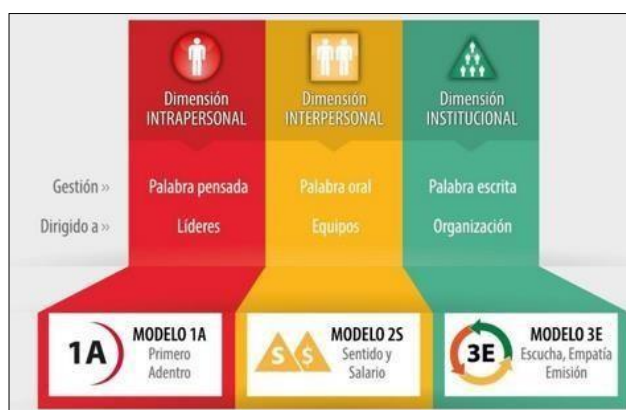 Dimensión
INTRAPERSONAL
Dimensión
INTERPERSONAL
Dimensión
INSTITUCIONAL
Gestión »
Palabra pensada
Palabra oral
Palabra escrita
Dirigido a »
Líderes
Equipos
Organización
1A
MODELO 1A
Primero
Adentro
S $
MODELO 2S
Sentido y
Salario
3E
MODELO 3E
Escucha, Empatía
Emisión